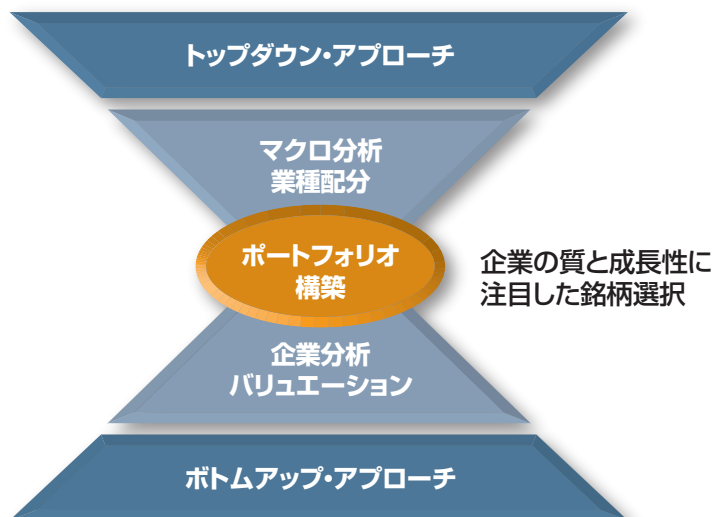 トップダウン・アプローチ
マクロ分析
業種配分
ポートフォリオ
構築
企業の質と成長性に
注目した銘柄選択
企業分析
バリュエーション
ボトムアップ・アプローチ